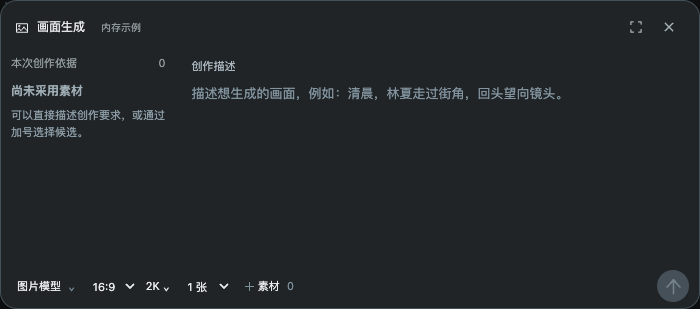 画面生成 内存示例
本次创作依据 0
尚未采用素材
可以直接描述创作要求，或通过
加号选择候选。
创作描述
描述想生成的画面，例如：清晨，林夏走过街角，回头望向镜头。
图片模型 16:9 2K 1 张 素材 0